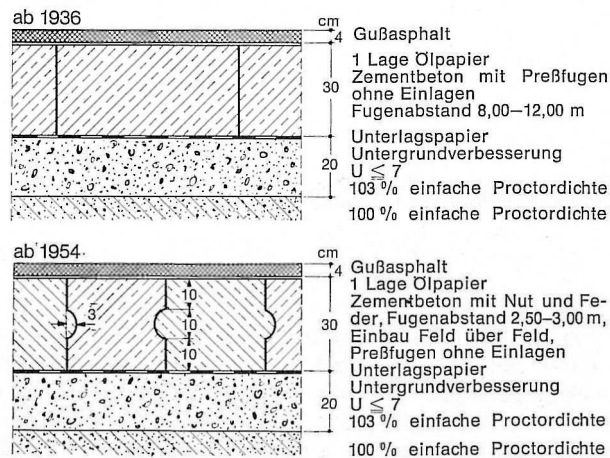 ab 1936
cm
4
Gußasphalt
1 Lage Ölpapier
Zementbeton mit Preßfugen
ohne Einlagen
Fugenabstand 8,00–12,00 m
30
Unterlagspapier
Untergrundverbesserung
U ≦ 7
103 % einfache Proctordichte
20
100 % einfache Proctordichte
ab 1954
cm
4
Gußasphalt
1 Lage Ölpapier
Zementbeton mit Nut und Fe-
der, Fugenabstand 2,50–3,00 m,
Einbau Feld über Feld,
Preßfugen ohne Einlagen
3
10
10
10
30
Unterlagspapier
Untergrundverbesserung
U ≦ 7
103 % einfache Proctordichte
20
100 % einfache Proctordichte